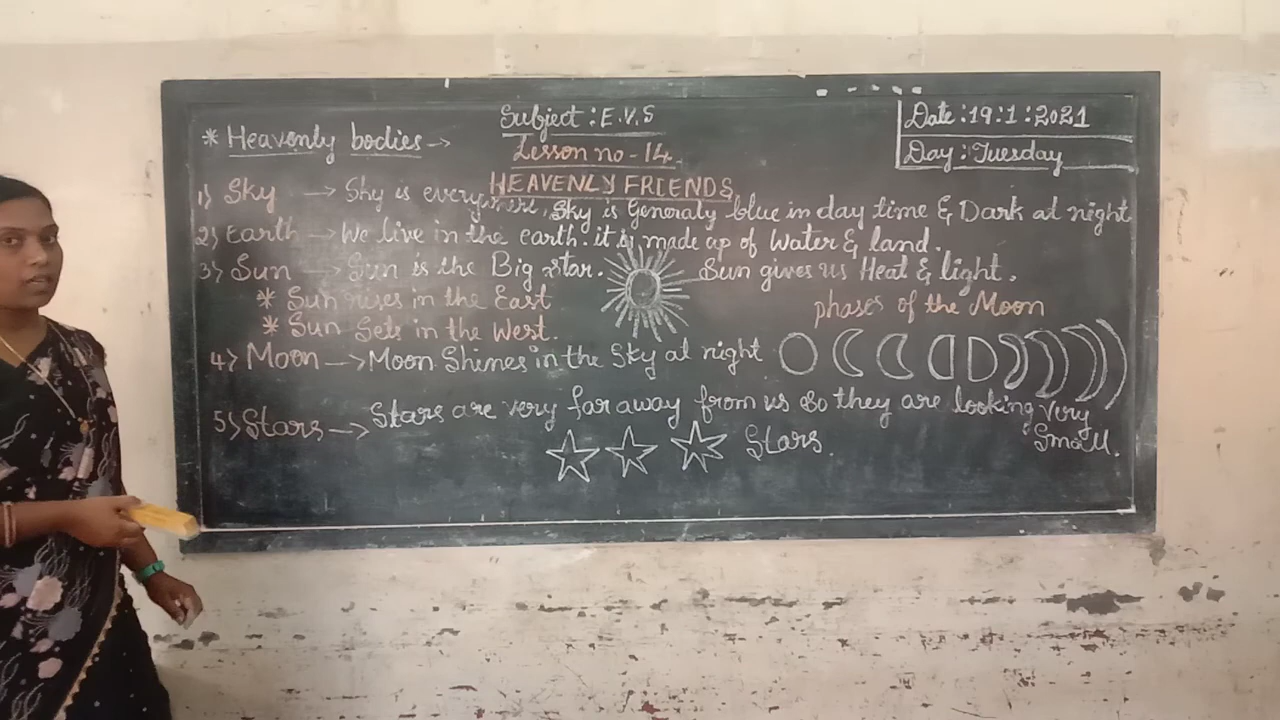 Subject : E.V.S
Date : 19 : 1 : 2021
Day : Tuesday
* Heavenly bodies →
Lesson no - 14.
HEAVENLY FRIENDS
1) Sky → Sky is everywhere, Sky is Generaly blue in day time & Dark at night
2) Earth → We live in the earth. it is made up of Water & land.
3) Sun → Sun is the Big Star. Sun gives us Heat & light.
* Sun rises in the East
* Sun Sets in the West.
phases of the Moon
4) Moon → Moon Shines in the Sky at night
5) Stars → Stars are very far away from us So they are looking Very
Small.
Stars.